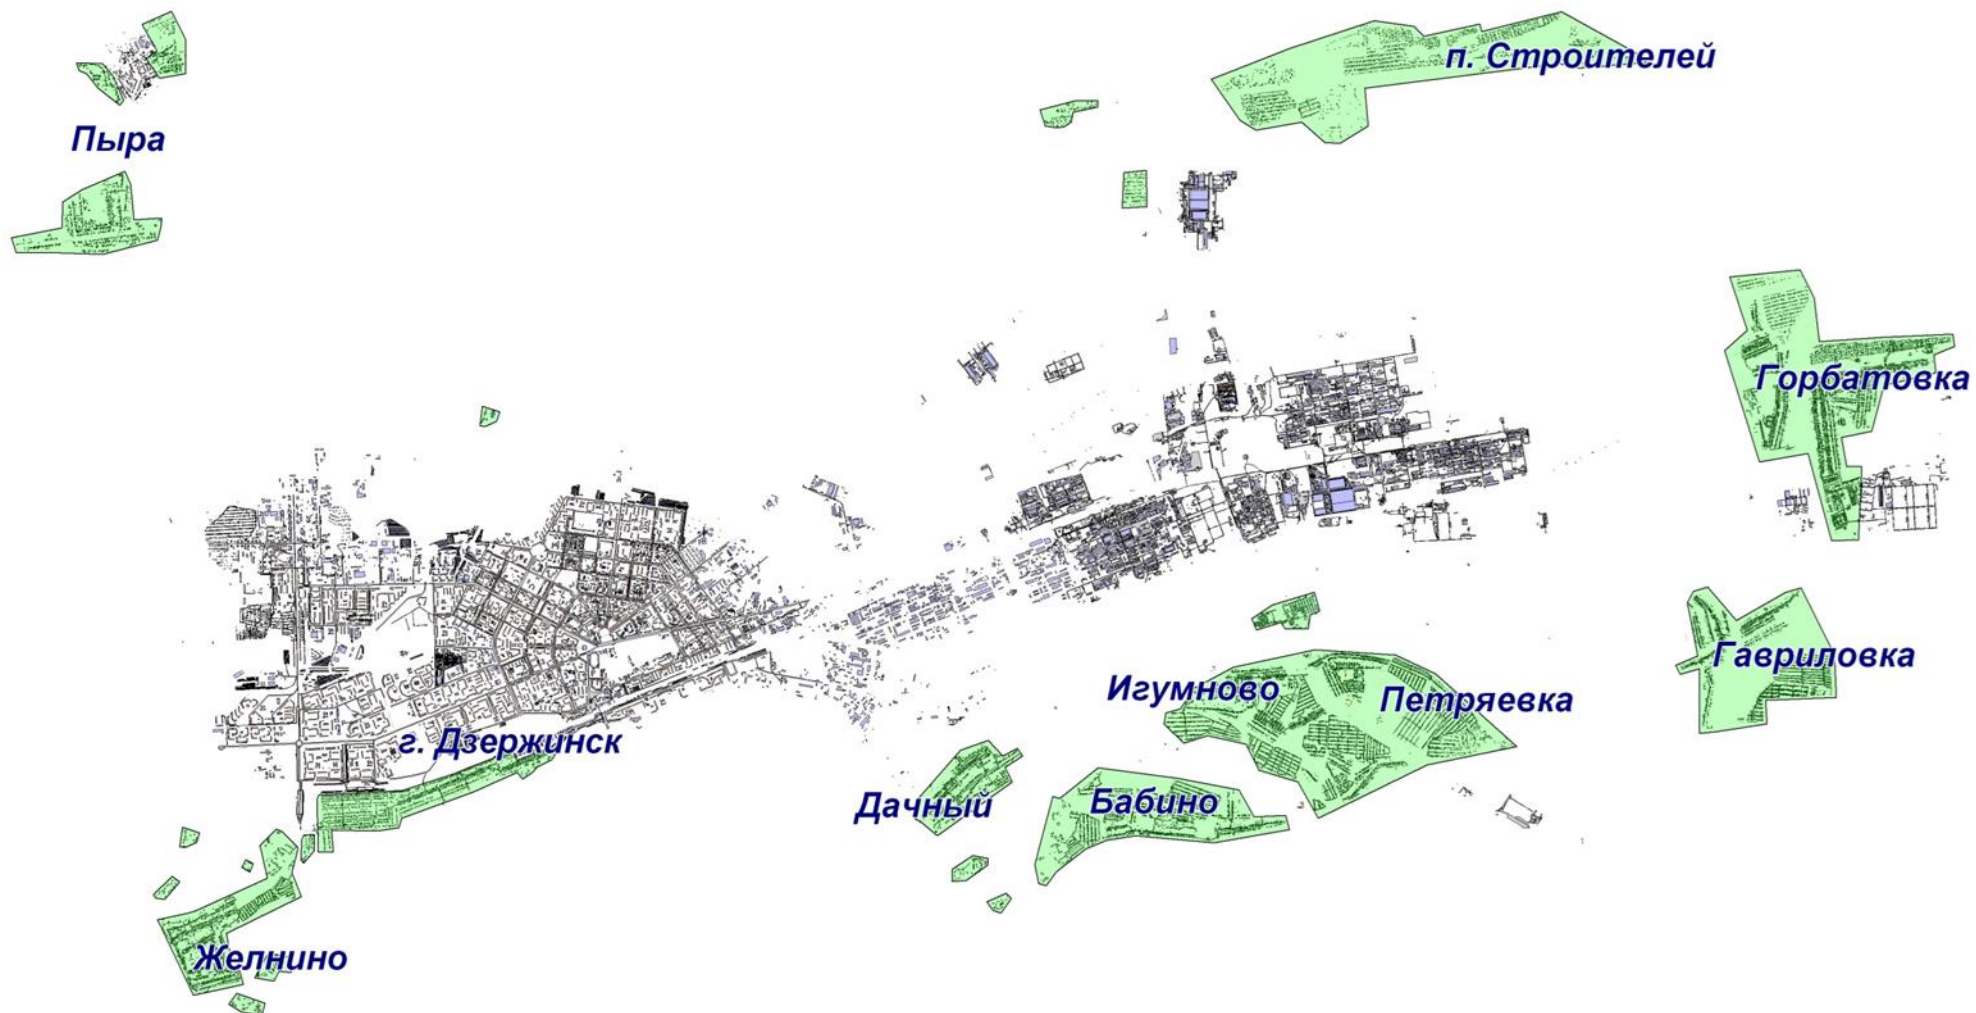 п. Строителей
Пыра
Горбатовка
Гавриловка
Игумново
Петряевка
г. Дзержинск
Дачный
Бабино
Желнино